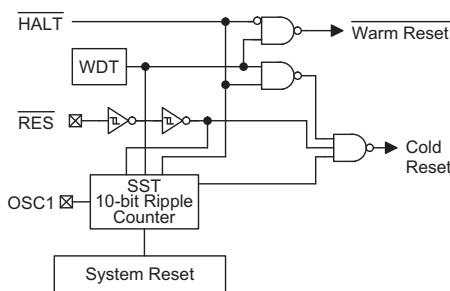 HALT
Warm Reset
WDT
RES
Cold
Reset
SST
10-bit Ripple
Counter
OSC1
System Reset